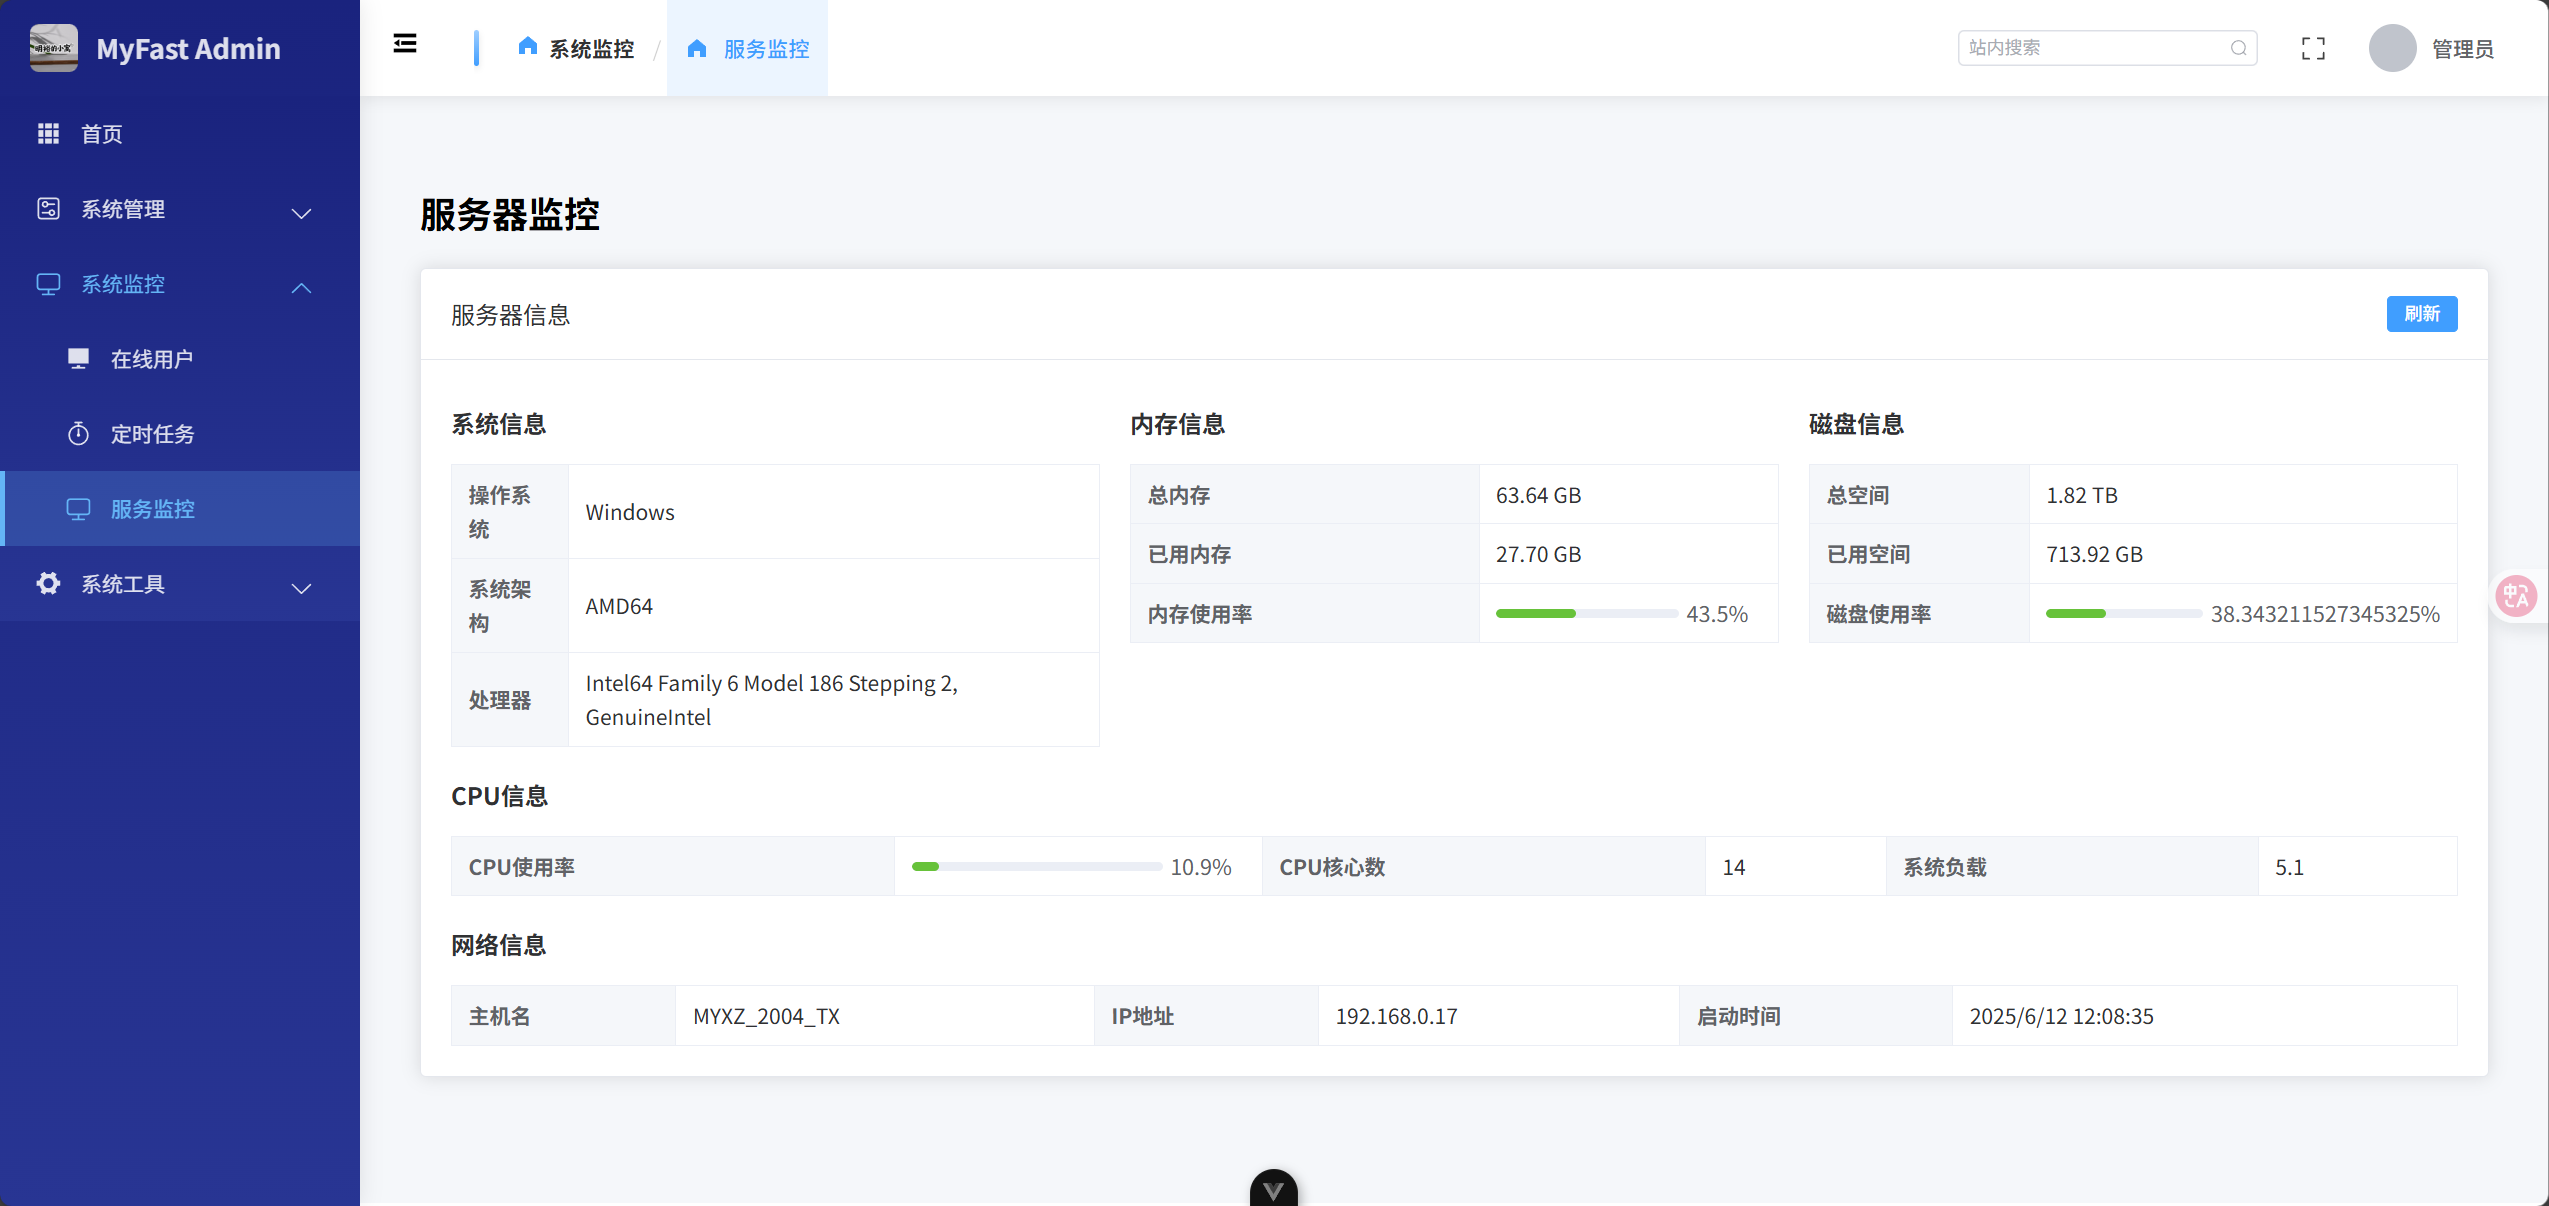 明祯的小窝
MyFast Admin
首页
系统管理
系统监控
在线用户
定时任务
服务监控
系统工具
系统监控 / 服务监控
站内搜索
管理员
服务器监控
服务器信息
刷新
系统信息
操作系
统
Windows
系统架
构
AMD64
处理器
Intel64 Family 6 Model 186 Stepping 2,
GenuineIntel
内存信息
总内存 63.64 GB
已用内存 27.70 GB
内存使用率 43.5%
磁盘信息
总空间 1.82 TB
已用空间 713.92 GB
磁盘使用率 38.343211527345325%
CPU信息
CPU使用率 10.9% CPU核心数 14 系统负载 5.1
网络信息
主机名 MYXZ_2004_TX IP地址 192.168.0.17 启动时间 2025/6/12 12:08:35
中A